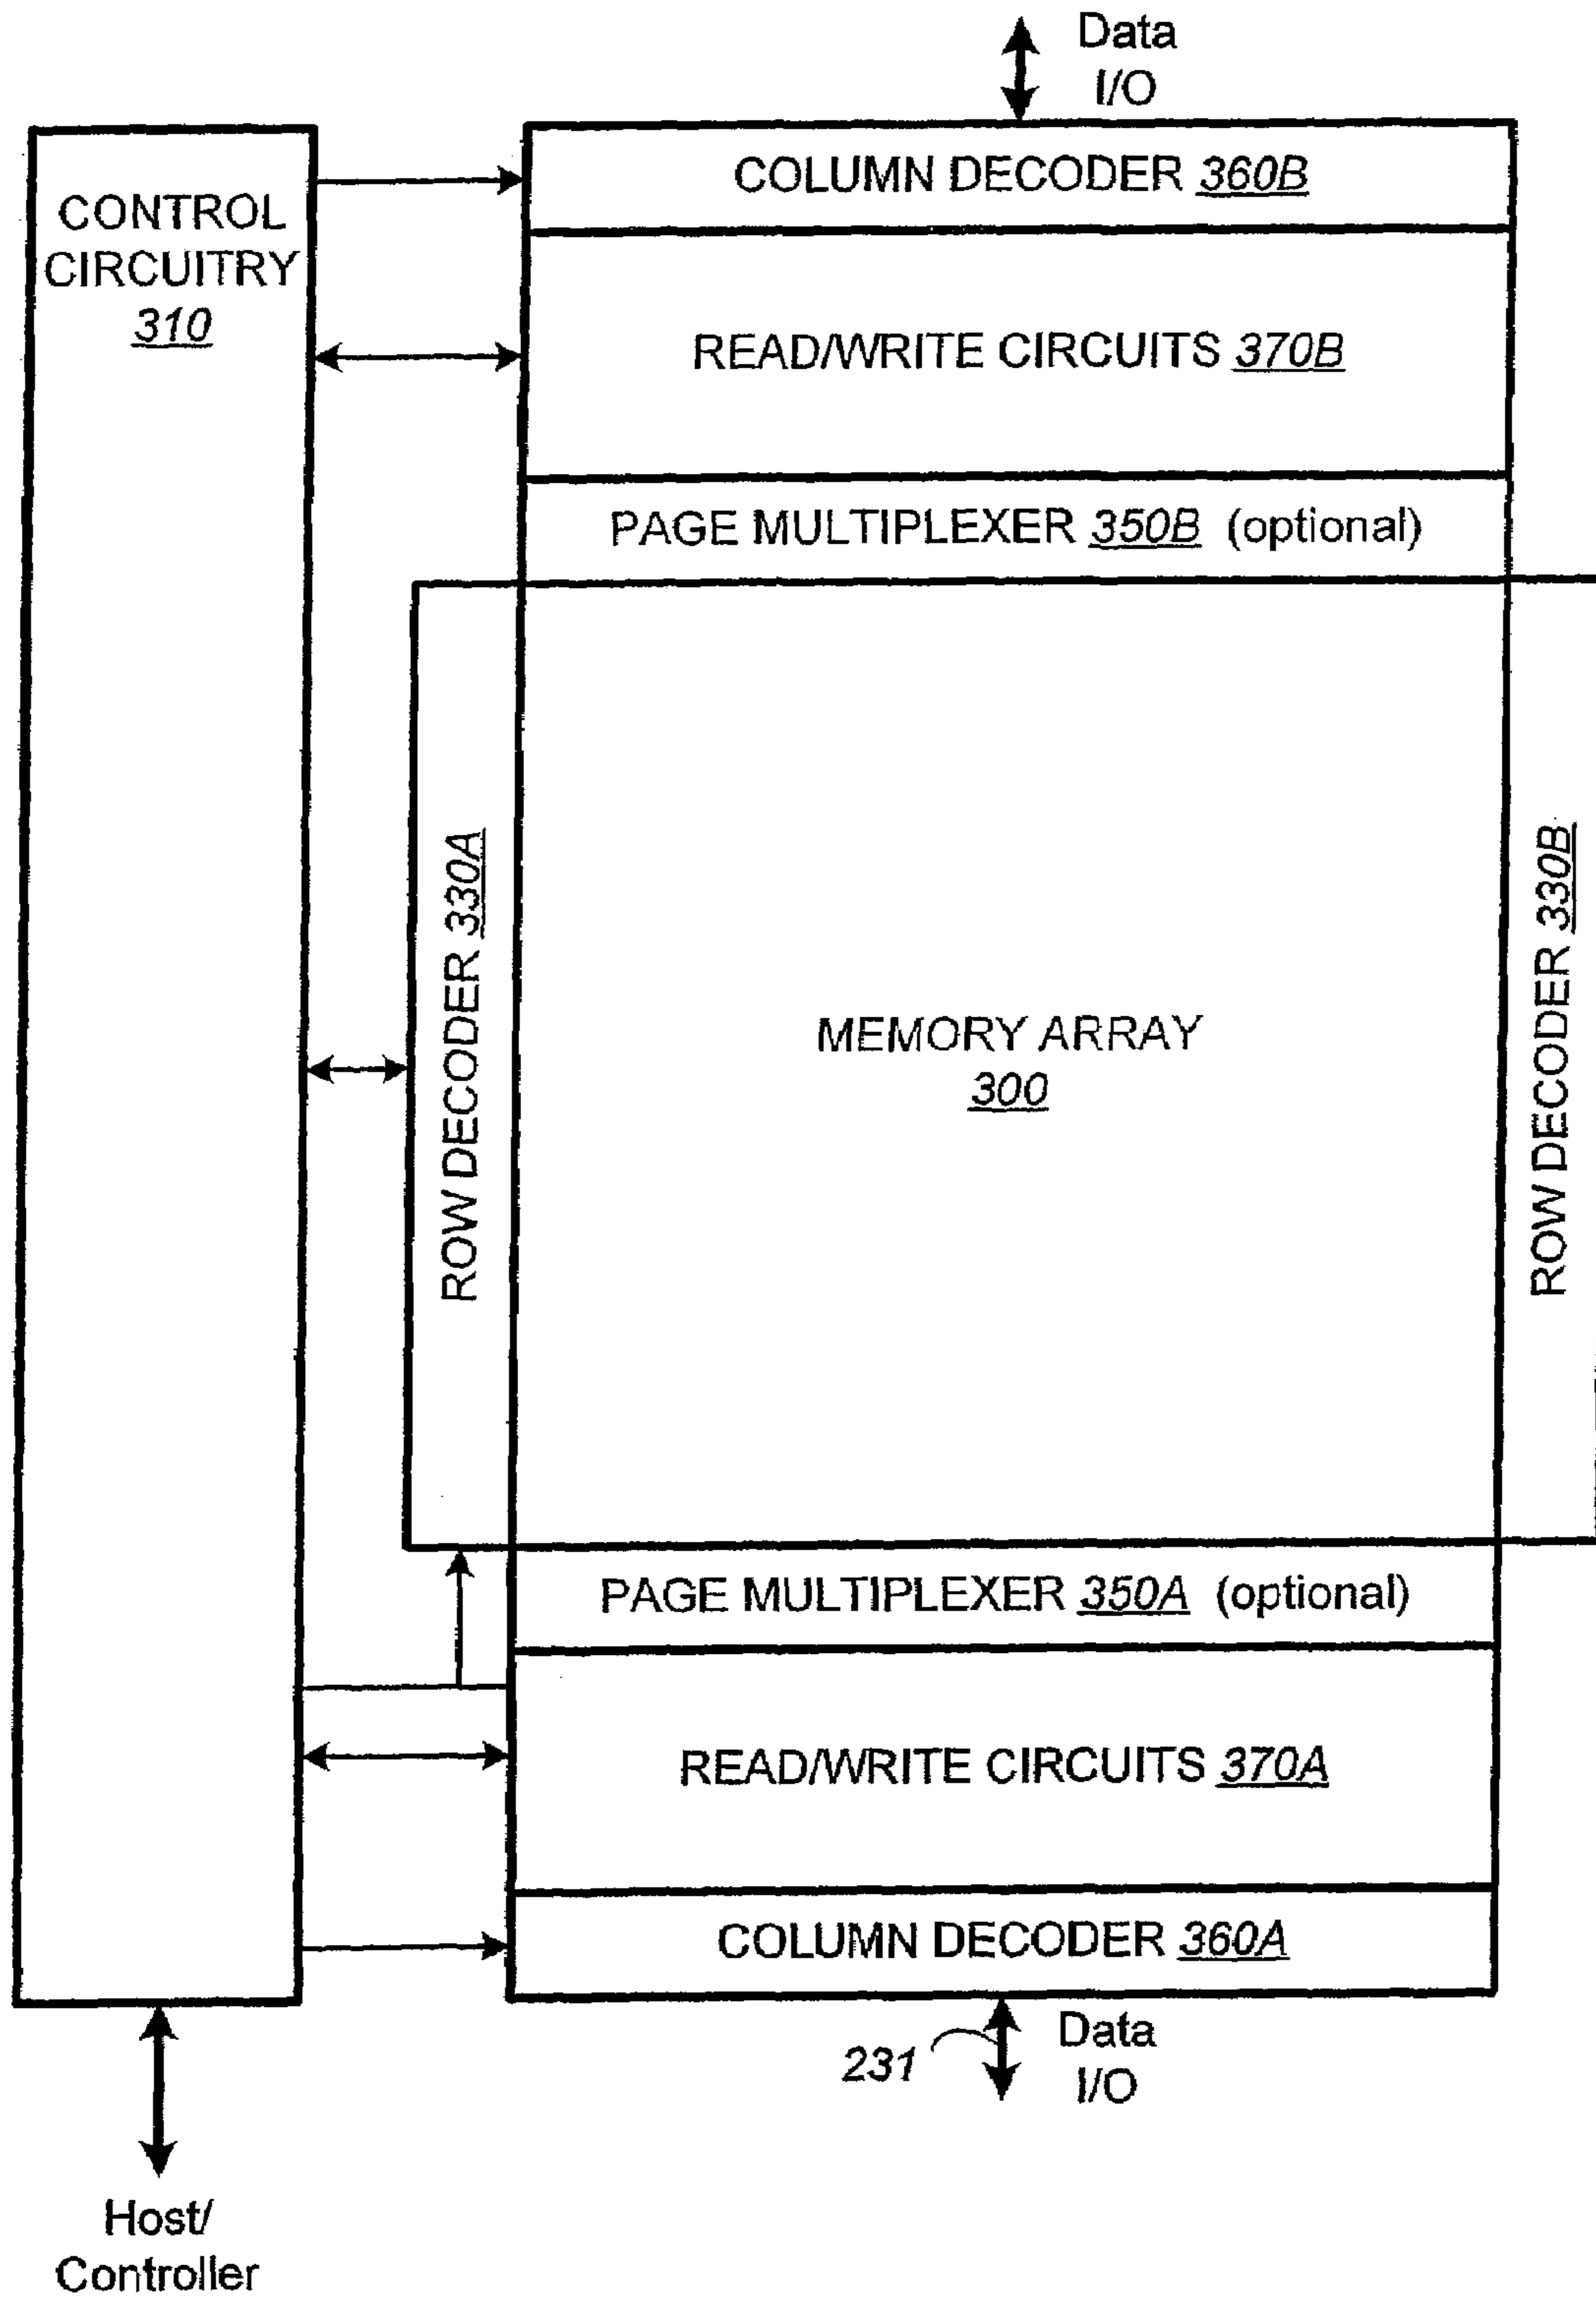 Data
I/O
COLUMN DECODER 360B
CONTROL
CIRCUITRY
310
READ/WRITE CIRCUITS 370B
PAGE MULTIPLEXER 350B (optional)
ROW DECODER 330A
MEMORY ARRAY
300
ROW DECODER 330B
PAGE MULTIPLEXER 350A (optional)
READ/WRITE CIRCUITS 370A
COLUMN DECODER 360A
231
Data
I/O
Host/
Controller